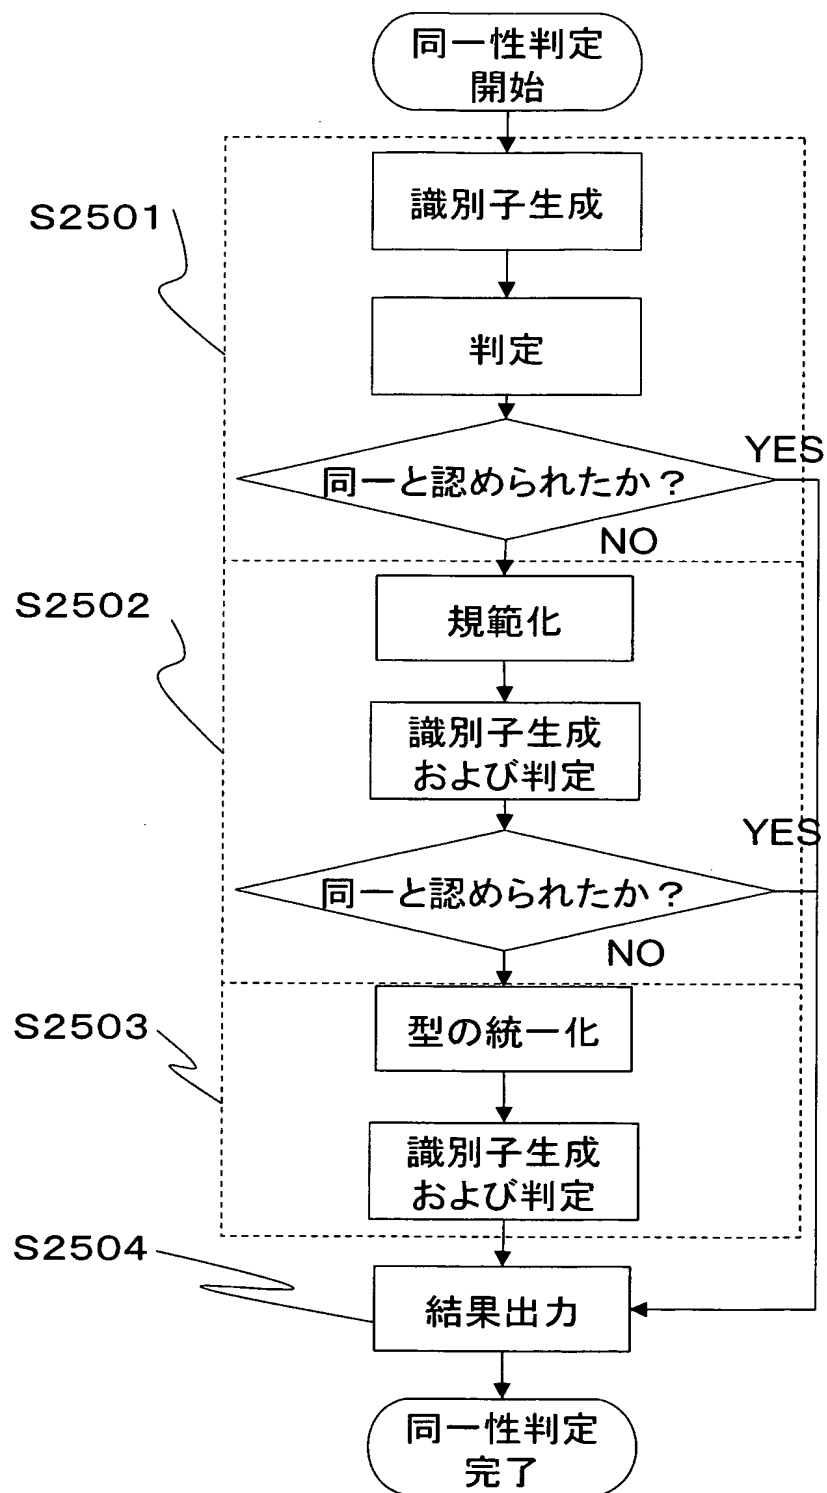 同一性判定
開始
S2501
識別子生成
判定
YES
同一と認められたか？
NO
S2502
規範化
識別子生成
および判定
YES
同一と認められたか？
NO
S2503
型の統一化
識別子生成
および判定
S2504
結果出力
同一性判定
完了